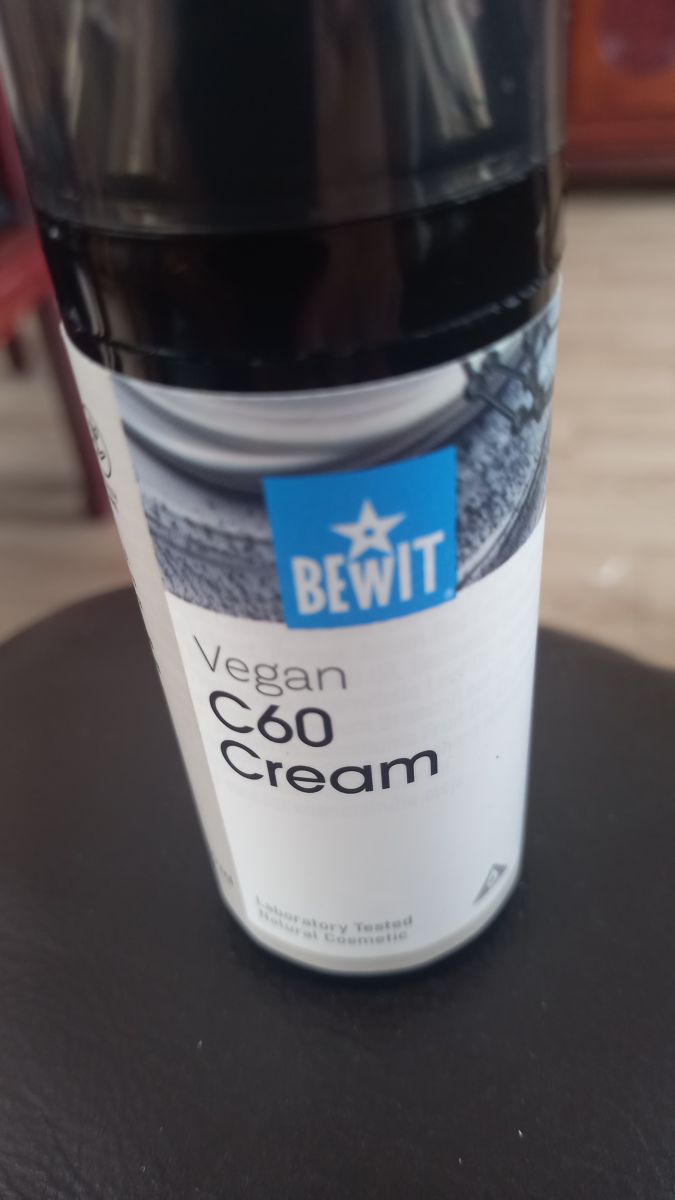 BEWIT
Vegan
C60
Cream
Laboratory Tested
Natural Cosmetic